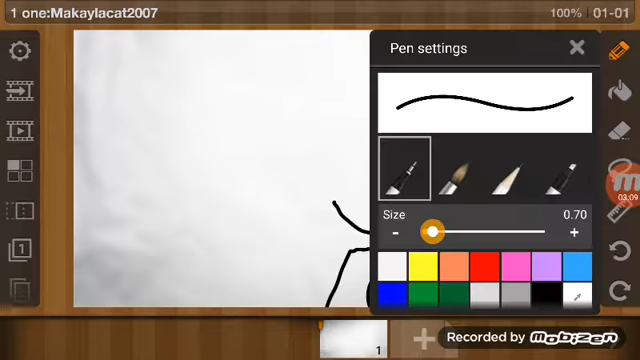 1 one:Makaylacat2007
100%
01-01
Pen settings
Size
0.70
-
+
1
03:09
1
+
Recorded by Mobizen